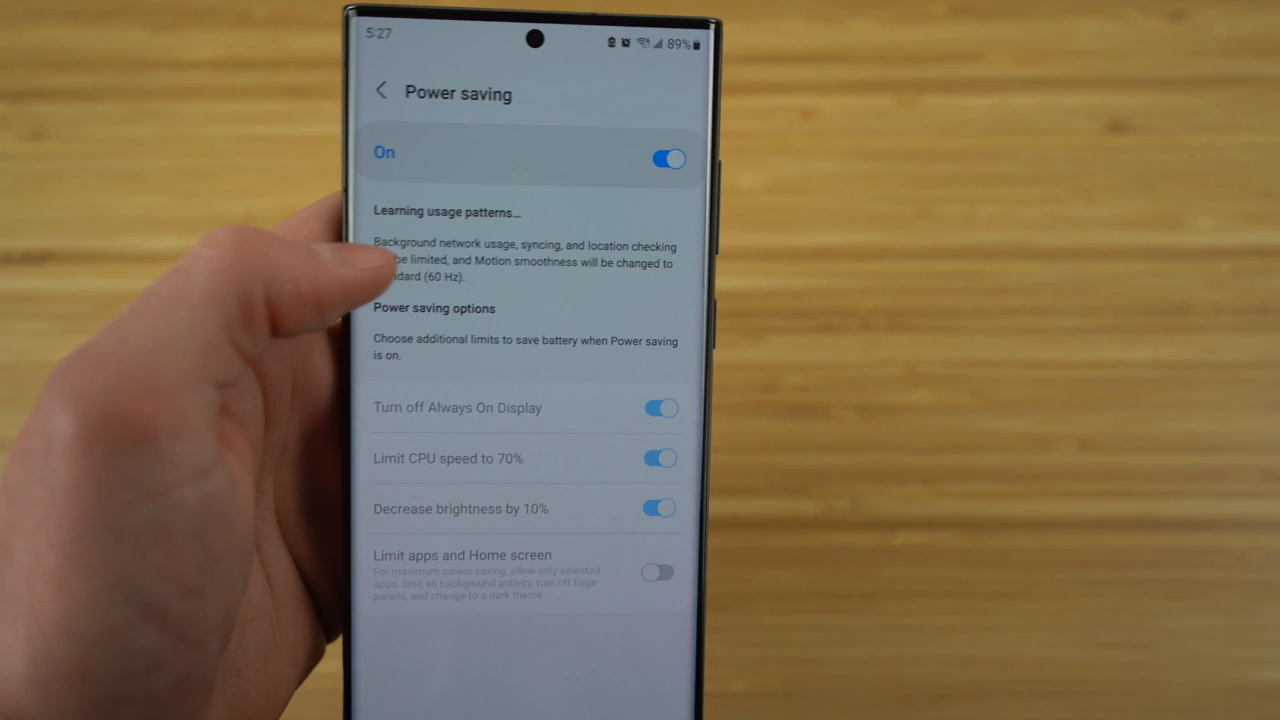 5:27
89%
Power saving
On
Learning usage patterns...
Background network usage, syncing, and location checking
be limited, and Motion smoothness will be changed to
dard (60 Hz).
Power saving options
Choose additional limits to save battery when Power saving
is on.
Turn off Always On Display
Limit CPU speed to 70%
Decrease brightness by 10%
Limit apps and Home screen
For maximum power saving, allow only selected
apps, limit all background activity, turn off Edge
panels, and change to a dark theme.